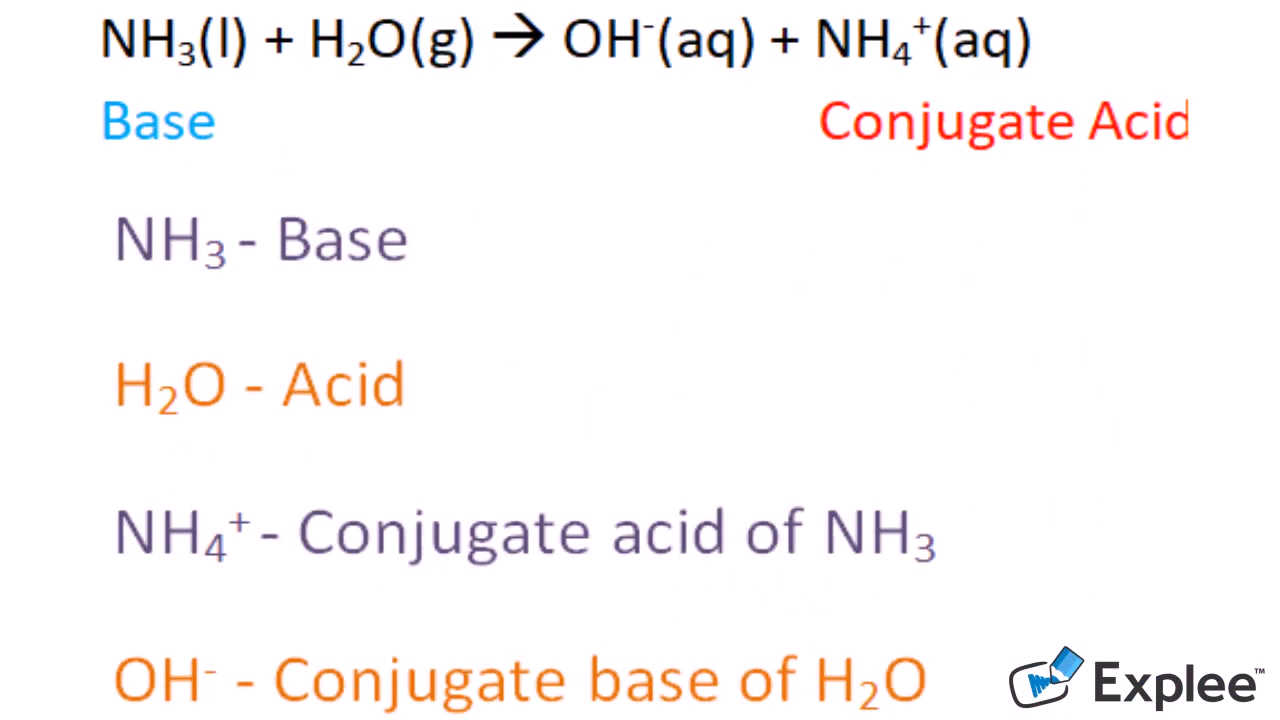 NH₃(l) + H₂O(g) → OH⁻(aq) + NH₄⁺(aq)
Base Conjugate Acid
NH₃ - Base
H₂O - Acid
NH₄⁺ - Conjugate acid of NH₃
OH⁻ - Conjugate base of H₂O
Explee™